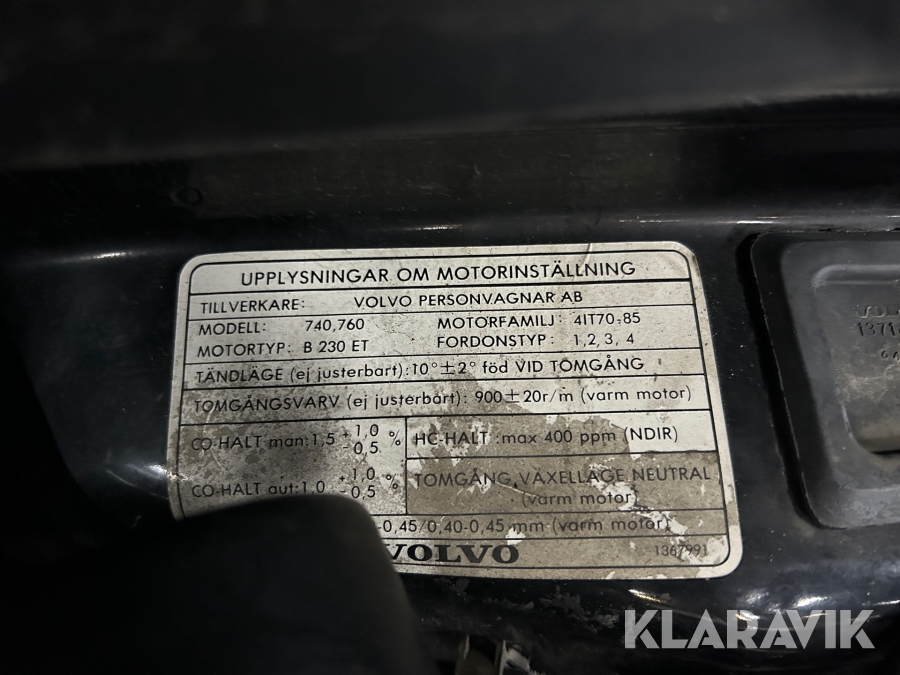 UPPLYSNINGAR OM MOTORINSTÄLLNING
TILLVERKARE: VOLVO PERSONVAGNAR AB
MODELL: 740,760 MOTORFAMILJ: 4IT70-85
MOTORTYP: B 230 ET FORDONSTYP: 1,2,3,4
TÄNDLÄGE (ej justerbart):10°±2° föd VID TOMGÅNG
TOMGÅNGSVARV (ej justerbart): 900±20r/m (varm motor)
CO-HALT man:1,5 +1,0 -0,5 % HC-HALT :max 400 ppm (NDIR)
CO-HALT aut:1,0 +1,0 -0,5 % TOMGÅNG, VÄXELLÄGE NEUTRAL
(varm motor)
-0,45/0,40-0,45 mm (varm motor)
VOLVO 1367991
KLARAVIK